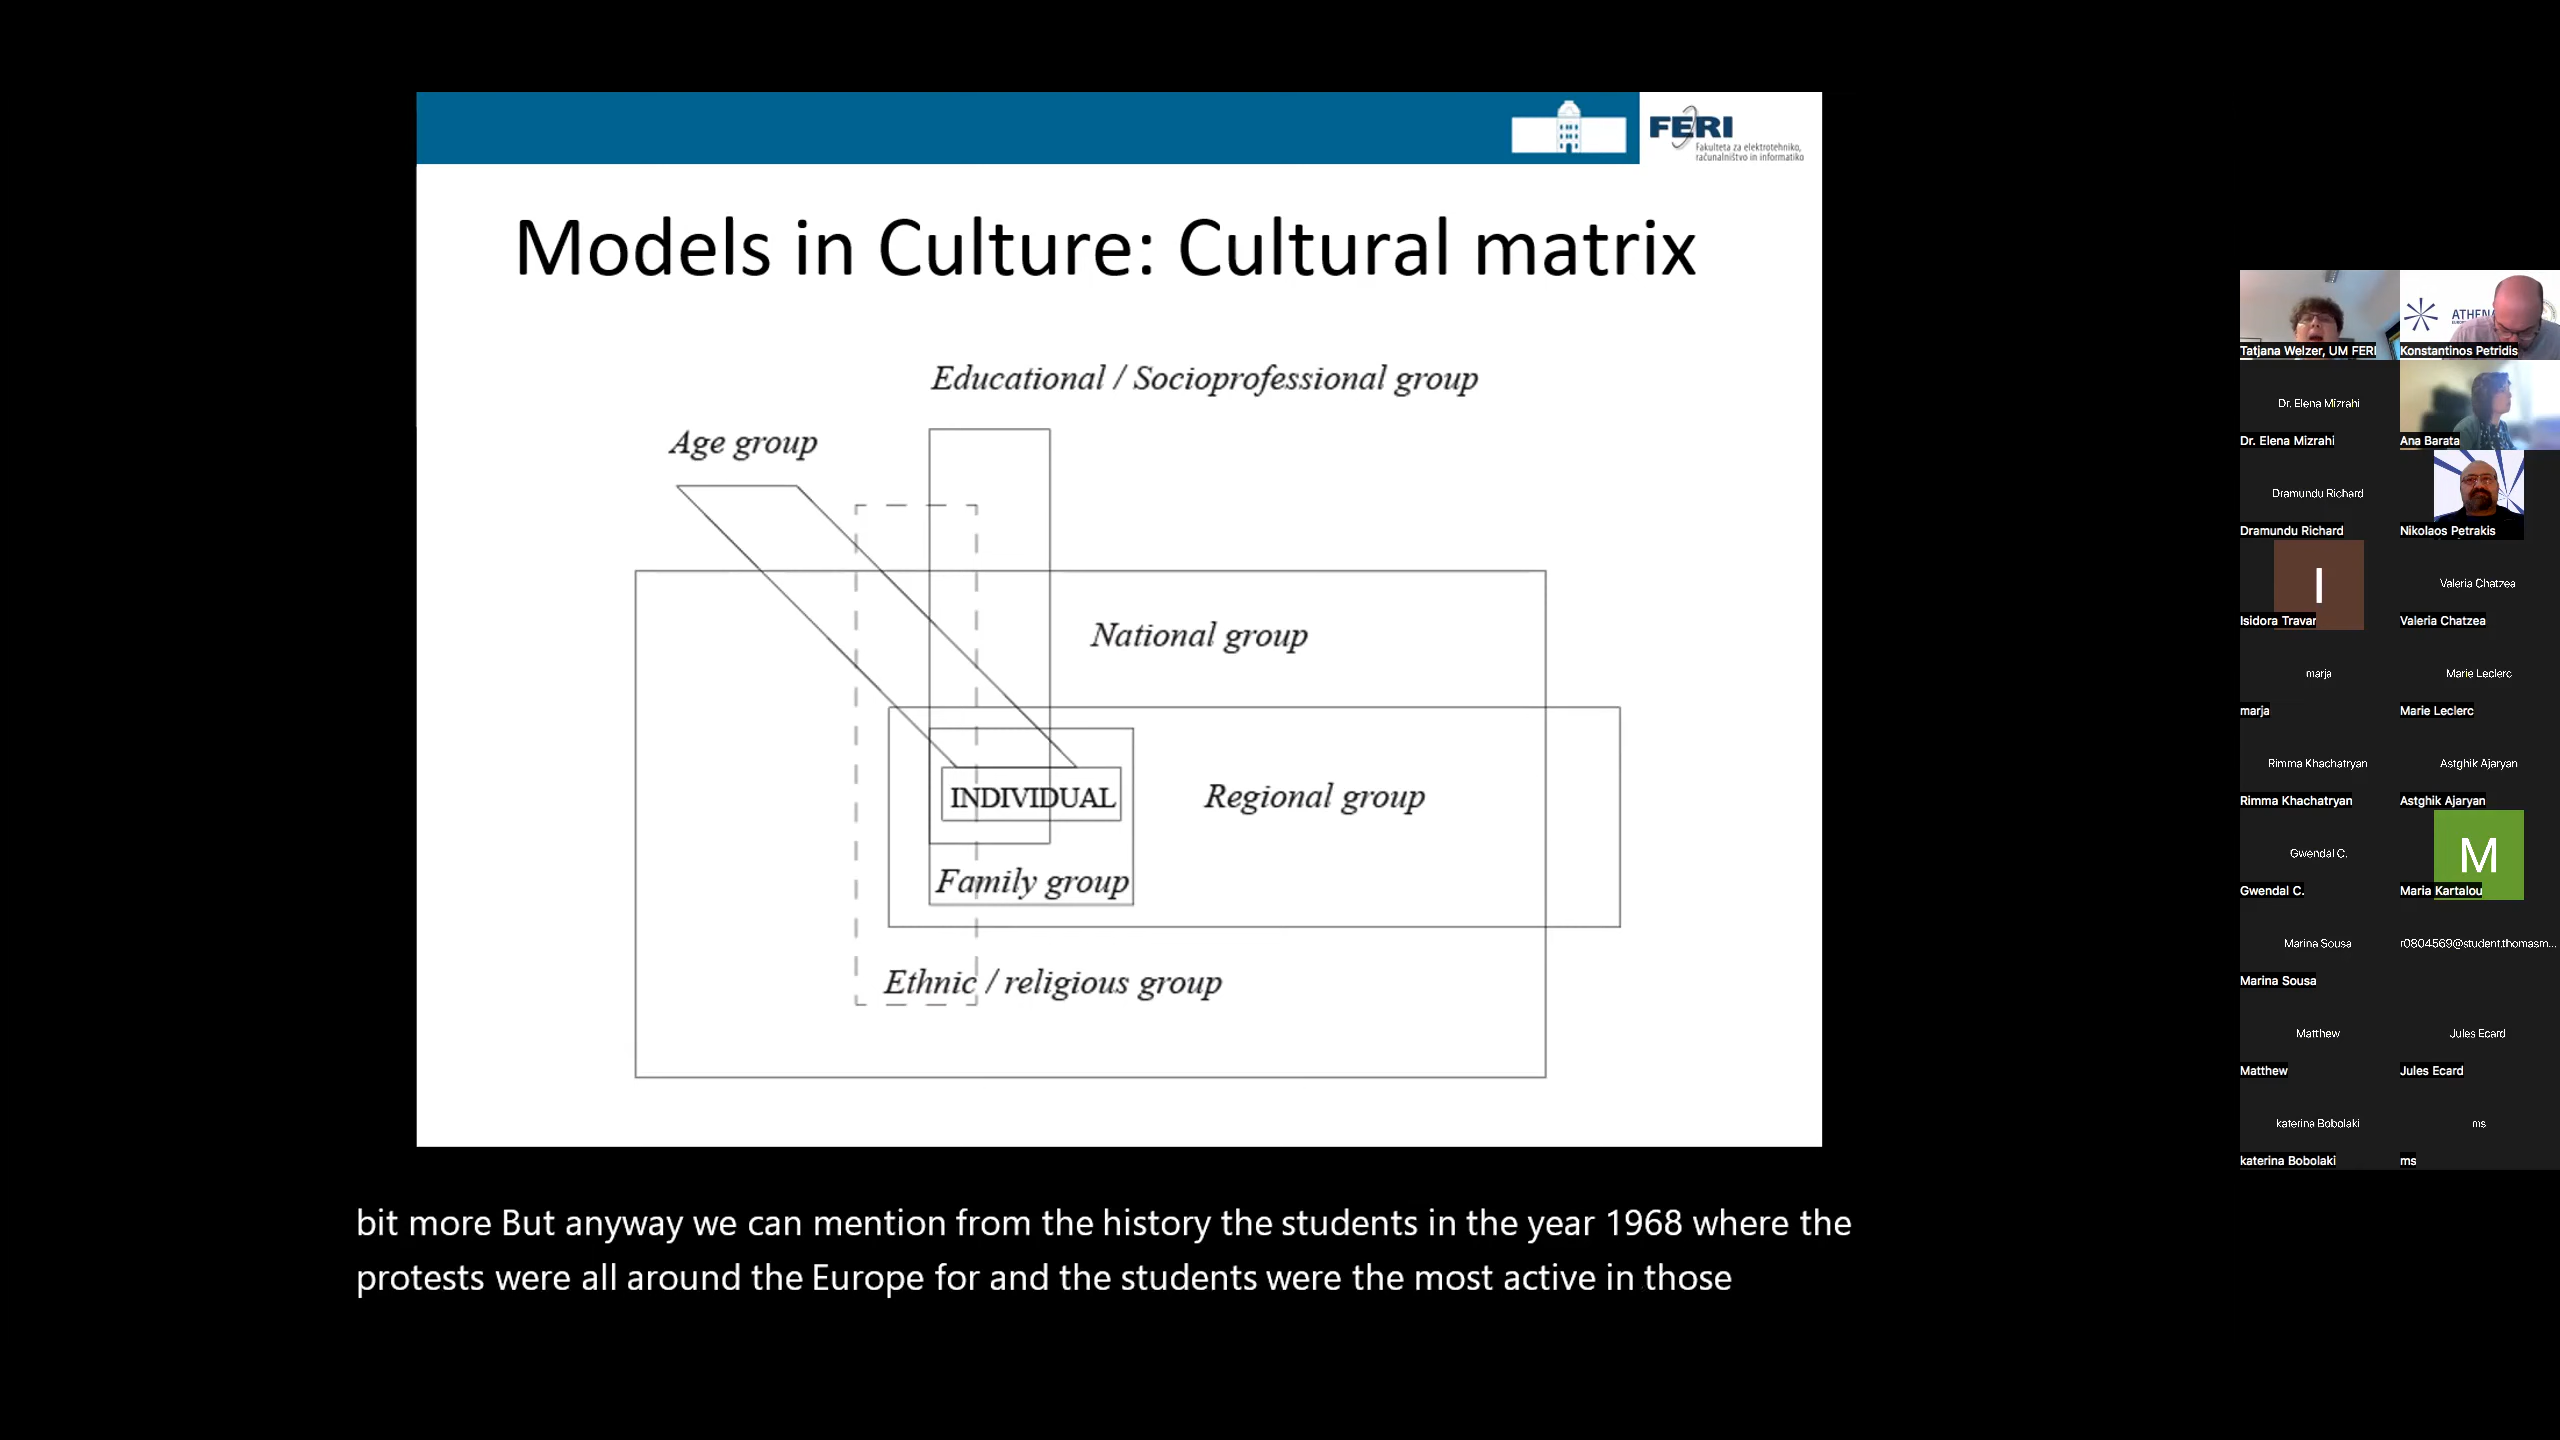 FERI
Fakulteta za elektrotehniko,
računalništvo in informatiko
Models in Culture: Cultural matrix
Educational / Socioprofessional group
Age group
National group
INDIVIDUAL
Regional group
Family group
Ethnic / religious group
bit more But anyway we can mention from the history the students in the year 1968 where the
protests were all around the Europe for and the students were the most active in those
Tatjana Welzer, UM FERI
Konstantinos Petridis
Dr. Elena Mizrahi
Dr. Elena Mizrahi
Ana Barata
Dramundu Richard
Dramundu Richard
Nikolaos Petrakis
I
Isidora Travar
Valeria Chatzea
Valeria Chatzea
marja
marja
Marie Leclerc
Marie Leclerc
Rimma Khachatryan
Rimma Khachatryan
Astghik Ajaryan
Astghik Ajaryan
Gwendal C.
Gwendal C.
M
Maria Kartalou
Marina Sousa
Marina Sousa
r0804569@student.thomasm...
Matthew
Matthew
Jules Ecard
Jules Ecard
katerina Bobolaki
katerina Bobolaki
ms
ms